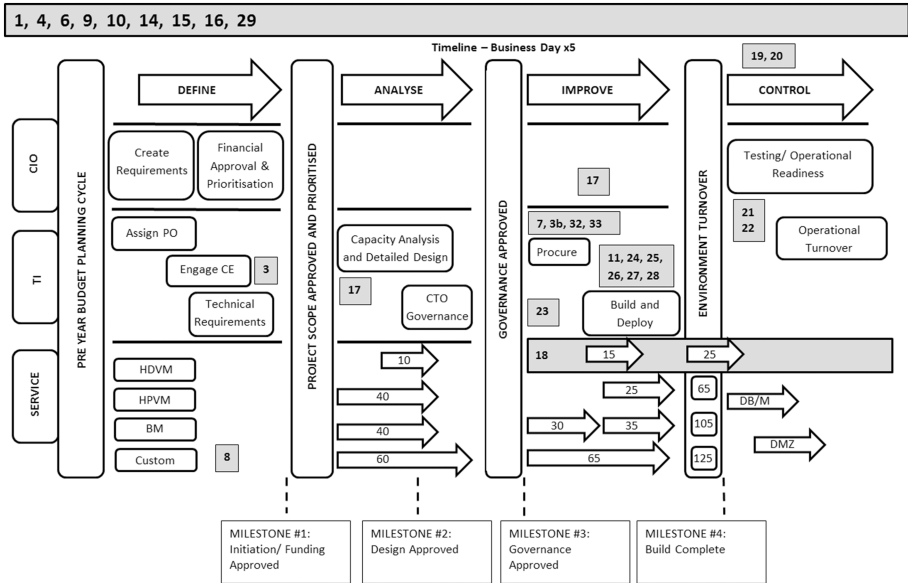 1, 4, 6, 9, 10, 14, 15, 16, 29
Timeline – Business Day x5
19, 20
DEFINE
ANALYSE
IMPROVE
CONTROL
CIO
TI
SERVICE
PRE YEAR BUDGET PLANNING CYCLE
PROJECT SCOPE APPROVED AND PRIORITISED
GOVERNANCE APPROVED
ENVIRONMENT TURNOVER
Create
Requirements
Financial
Approval &
Prioritisation
17
Testing/ Operational
Readiness
Assign PO
Engage CE
3
Technical
Requirements
Capacity Analysis
and Detailed Design
17
CTO
Governance
7, 3b, 32, 33
Procure
11, 24, 25,
26, 27, 28
23
Build and
Deploy
21
22
Operational
Turnover
HDVM
10
18
15
25
HPVM
40
25
65
DB/M
BM
40
30
35
105
DMZ
Custom
8
60
65
125
MILESTONE #1:
Initiation/ Funding
Approved
MILESTONE #2:
Design Approved
MILESTONE #3:
Governance
Approved
MILESTONE #4:
Build Complete